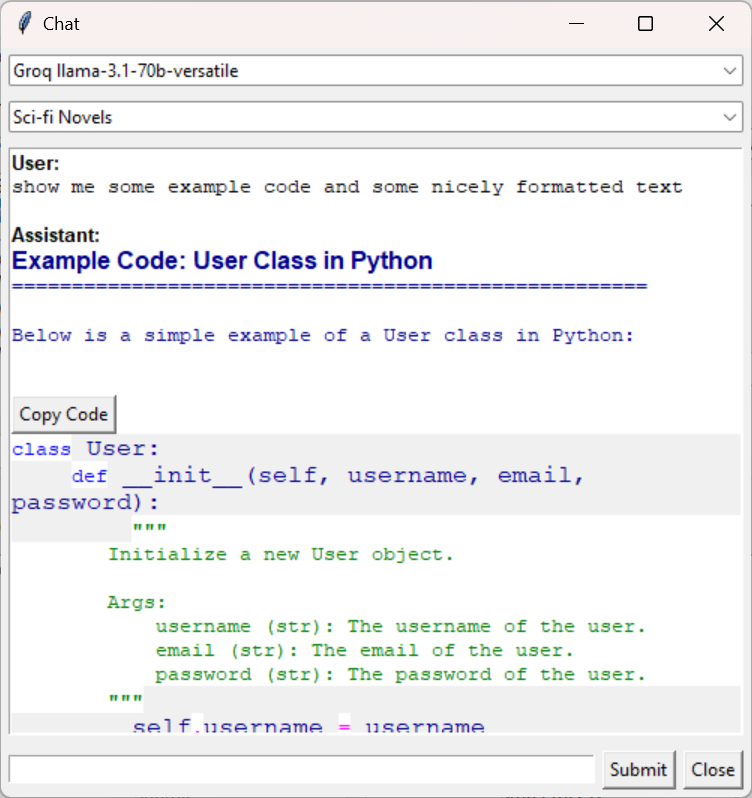 Chat
Groq llama-3.1-70b-versatile
Sci-fi Novels
User:
show me some example code and some nicely formatted text
Assistant:
Example Code: User Class in Python
=====================================================
Below is a simple example of a User class in Python:
Copy Code
class User:
    def __init__(self, username, email,
password):
        """
        Initialize a new User object.
        Args:
            username (str): The username of the user.
            email (str): The email of the user.
            password (str): The password of the user.
        """
        self.username = username
Submit
Close